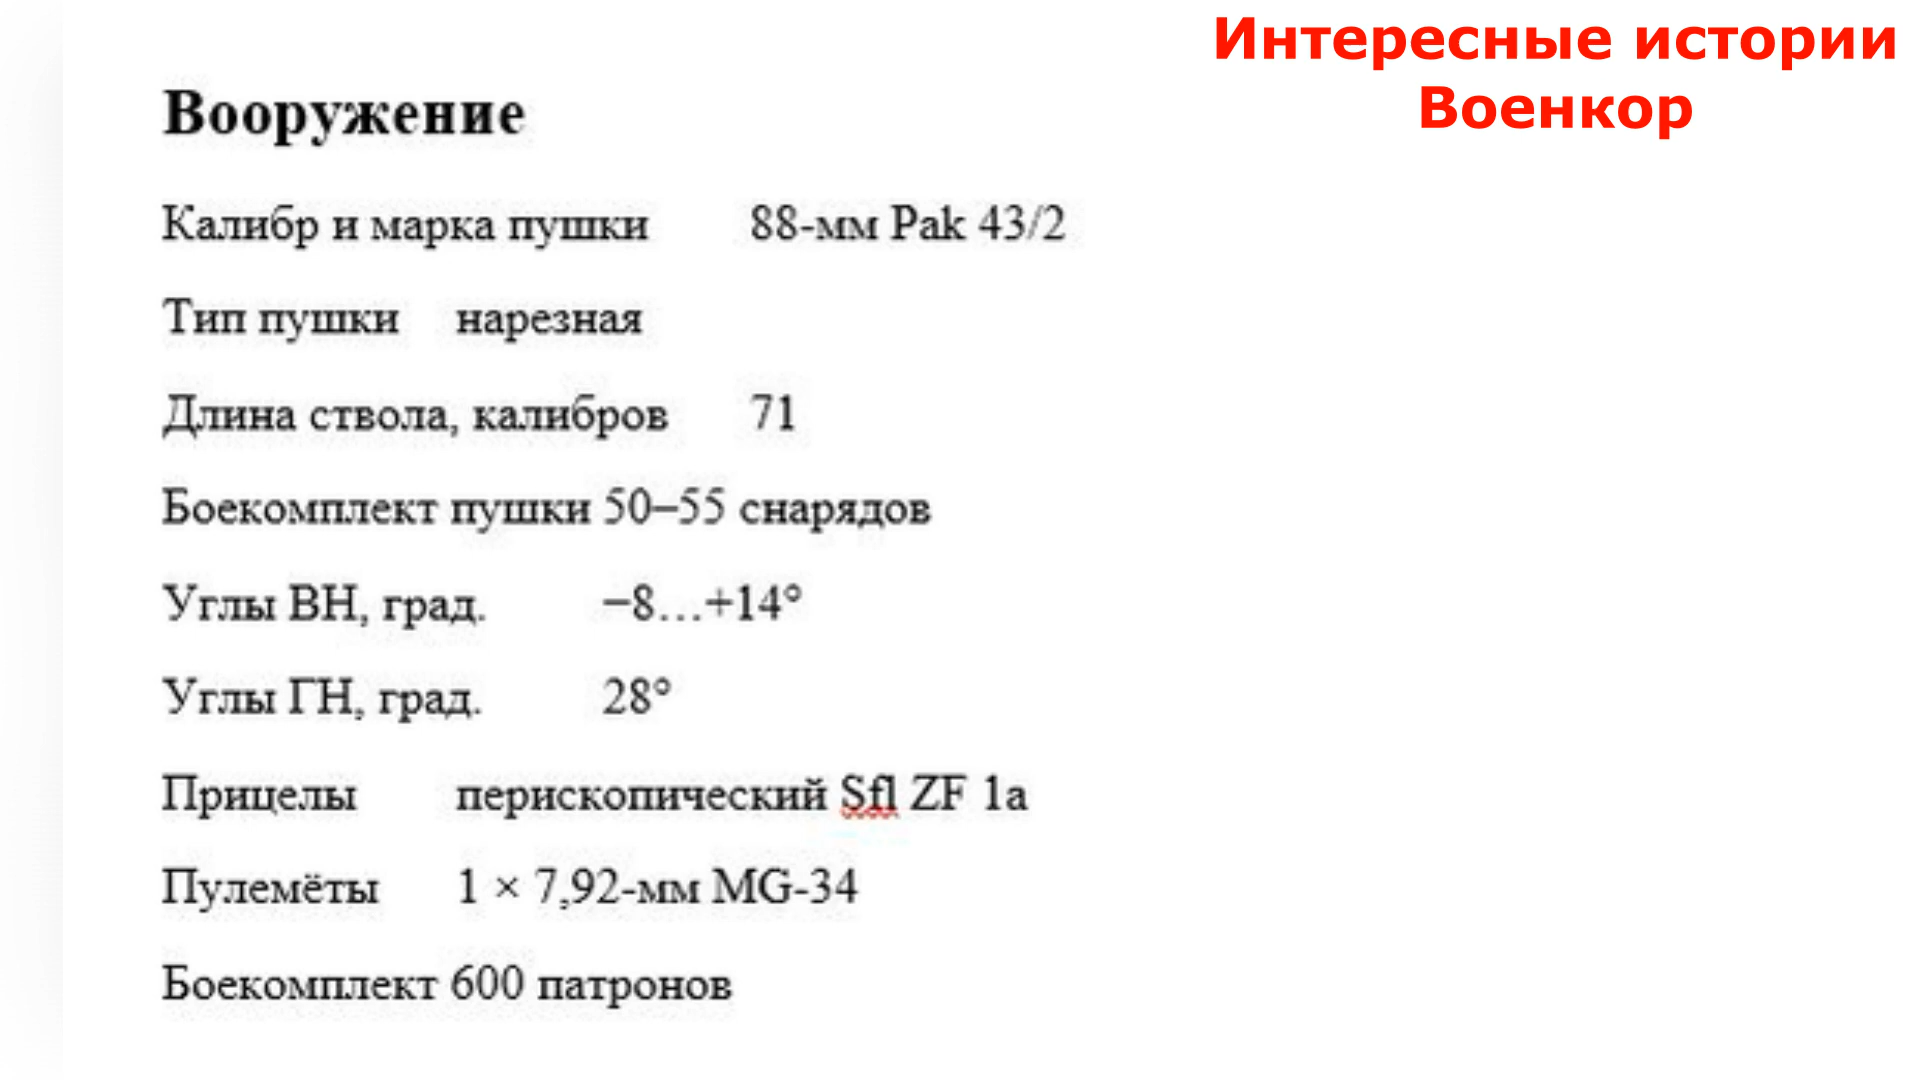 Интересные истории
Военкор
Вооружение
Калибр и марка пушки 88-мм Pak 43/2
Тип пушки нарезная
Длина ствола, калибров 71
Боекомплект пушки 50–55 снарядов
Углы ВН, град. −8…+14°
Углы ГН, град. 28°
Прицелы перископический Sfl ZF 1a
Пулемёты 1 × 7,92-мм MG-34
Боекомплект 600 патронов